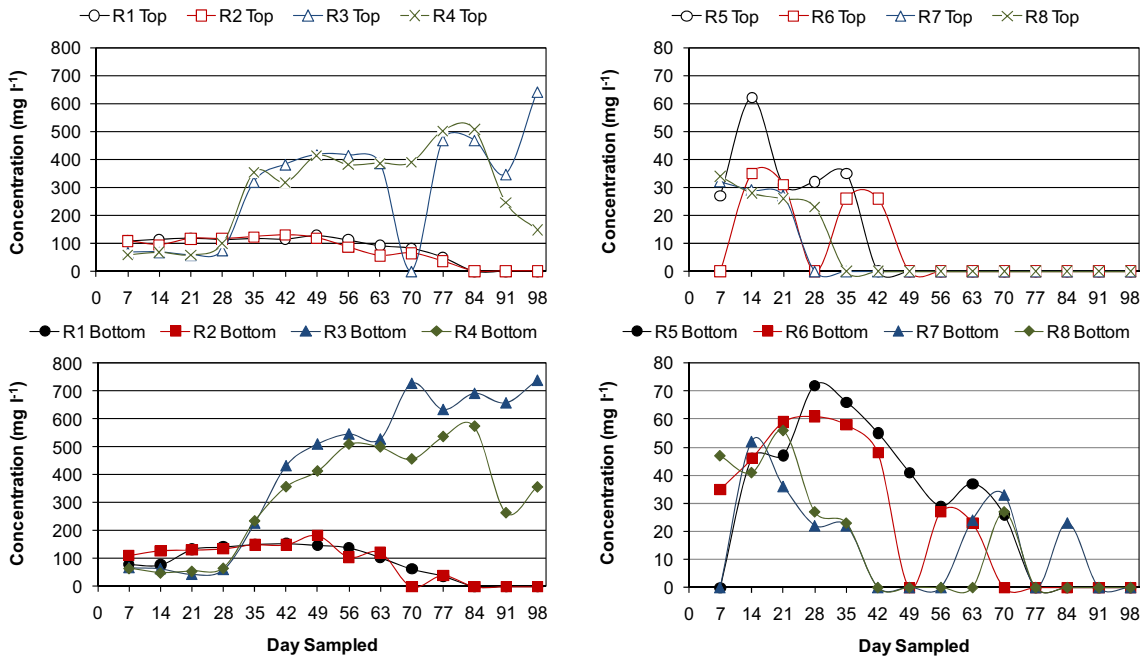 R1 Top R2 Top R3 Top R4 Top
Concentration (mg l-1)
800
700
600
500
400
300
200
100
0
0 7 14 21 28 35 42 49 56 63 70 77 84 91 98
R5 Top R6 Top R7 Top R8 Top
Concentration (mg l-1)
80
70
60
50
40
30
20
10
0
0 7 14 21 28 35 42 49 56 63 70 77 84 91 98
R1 Bottom R2 Bottom R3 Bottom R4 Bottom
Concentration (mg l-1)
800
700
600
500
400
300
200
100
0
0 7 14 21 28 35 42 49 56 63 70 77 84 91 98
Day Sampled
R5 Bottom R6 Bottom R7 Bottom R8 Bottom
Concentration (mg l-1)
80
70
60
50
40
30
20
10
0
0 7 14 21 28 35 42 49 56 63 70 77 84 91 98
Day Sampled